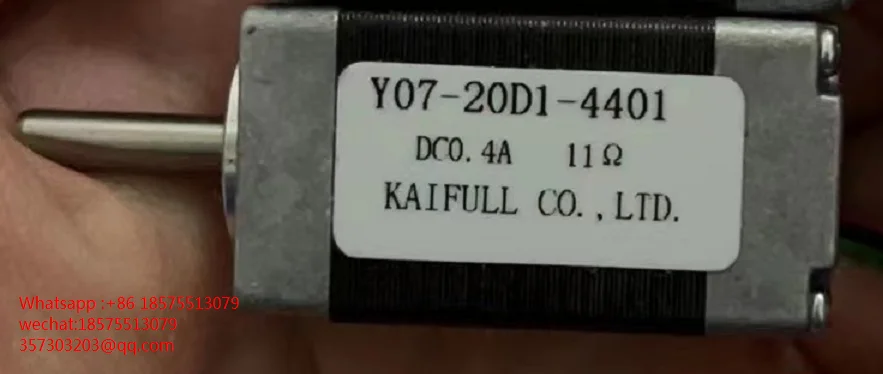 Y07-20D1-4401
DC0.4A 11Ω
KAIFULL CO.,LTD.
Whatsapp :+86 18575513079
wechat:18575513079
357303203@qq.com